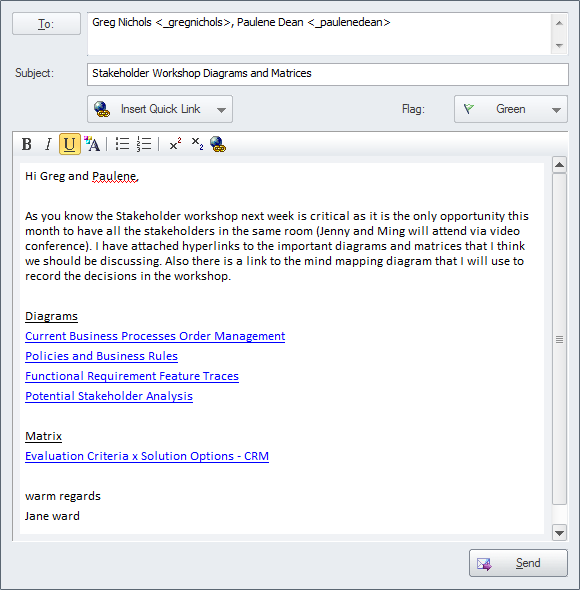 To: Greg Nichols <_gregnichols>, Paulene Dean <_paulenedean>
Subject: Stakeholder Workshop Diagrams and Matrices
Insert Quick Link Flag: Green
B I U A x² x₂
Hi Greg and Paulene,
As you know the Stakeholder workshop next week is critical as it is the only opportunity this
month to have all the stakeholders in the same room (Jenny and Ming will attend via video
conference). I have attached hyperlinks to the important diagrams and matrices that I think
we should be discussing. Also there is a link to the mind mapping diagram that I will use to
record the decisions in the workshop.
Diagrams
Current Business Processes Order Management
Policies and Business Rules
Functional Requirement Feature Traces
Potential Stakeholder Analysis
Matrix
Evaluation Criteria x Solution Options - CRM
warm regards
Jane ward
Send